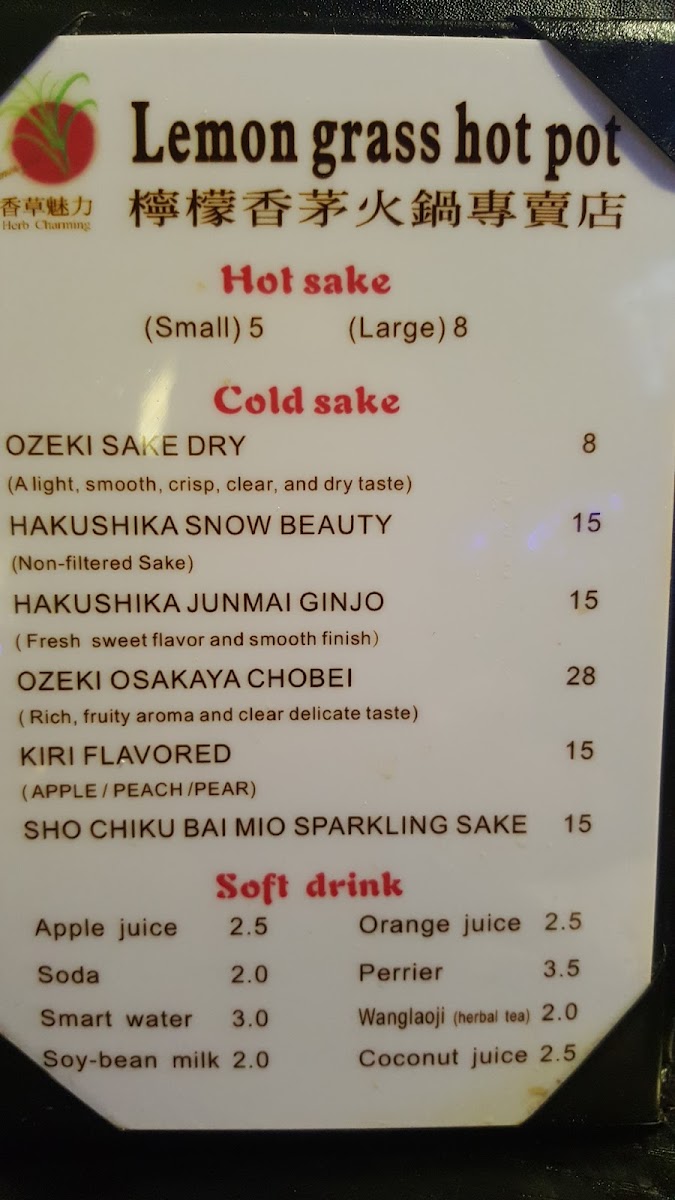 Lemon grass hot pot
檸檬香茅火鍋專賣店
香草魅力
Herb Charming
Hot sake
(Small) 5 (Large) 8
Cold sake
OZEKI SAKE DRY 8
(A light, smooth, crisp, clear, and dry taste)
HAKUSHIKA SNOW BEAUTY 15
(Non-filtered Sake)
HAKUSHIKA JUNMAI GINJO 15
( Fresh sweet flavor and smooth finish)
OZEKI OSAKAYA CHOBEI 28
( Rich, fruity aroma and clear delicate taste)
KIRI FLAVORED 15
(APPLE / PEACH /PEAR)
SHO CHIKU BAI MIO SPARKLING SAKE 15
Soft drink
Apple juice 2.5 Orange juice 2.5
Soda 2.0 Perrier 3.5
Smart water 3.0 Wanglaoji (herbal tea) 2.0
Soy-bean milk 2.0 Coconut juice 2.5